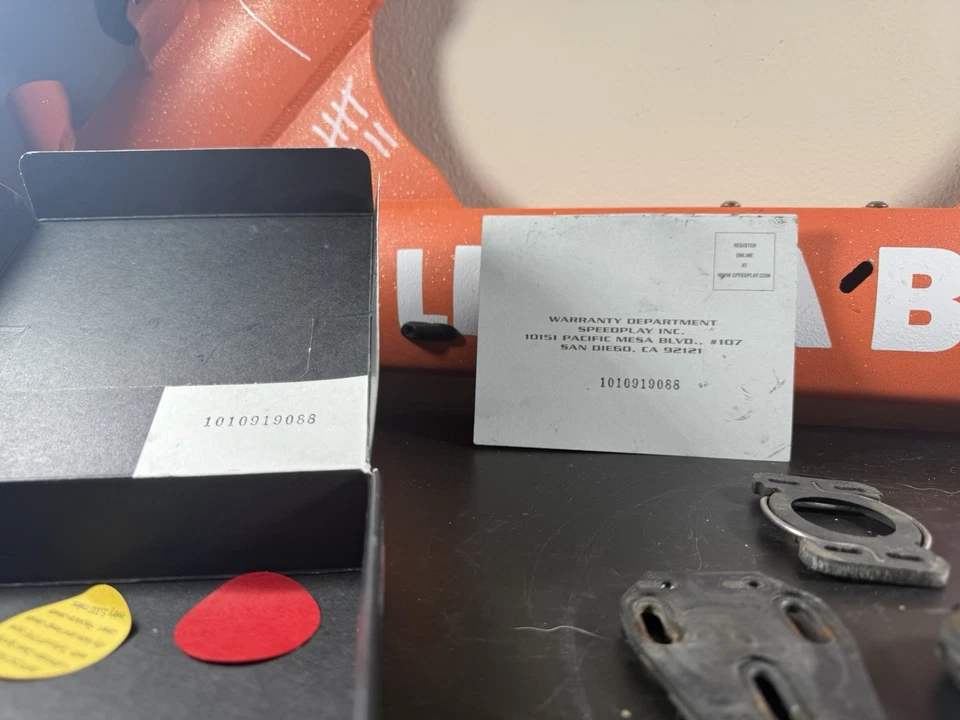 L
A B
REGISTER
ONLINE
AT
WWW.SPEEDPLAY.COM
WARRANTY DEPARTMENT
SPEEDPLAY INC.
10151 PACIFIC MESA BLVD., #107
SAN DIEGO, CA 92121
1010919088
1010919088